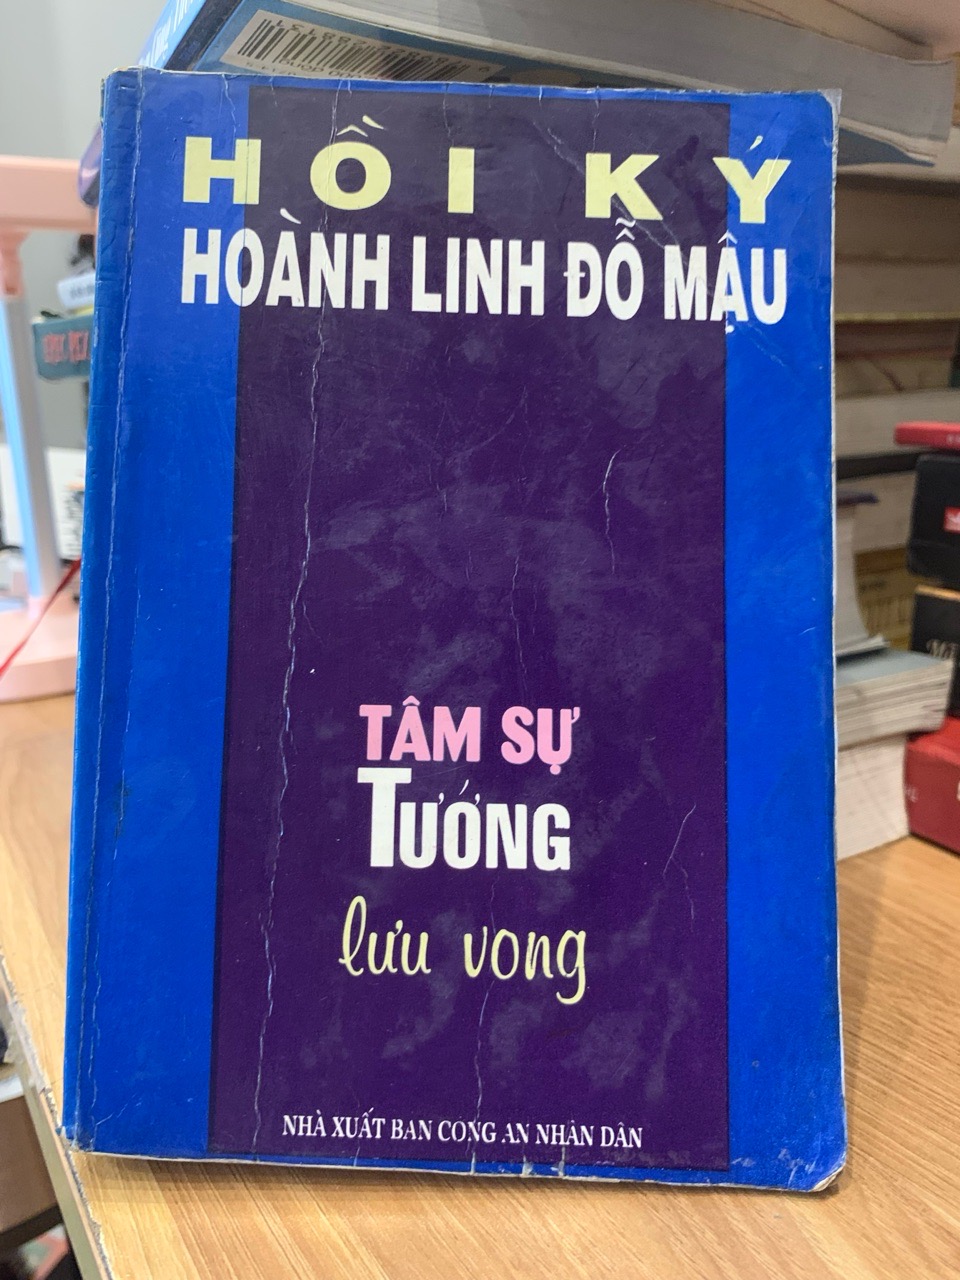 HỒI KÝ
HOÀNH LINH ĐỖ MẬU
TÂM SỰ
TƯỚNG
lưu vong
NHÀ XUẤT BẢN CÔNG AN NHÂN DÂN